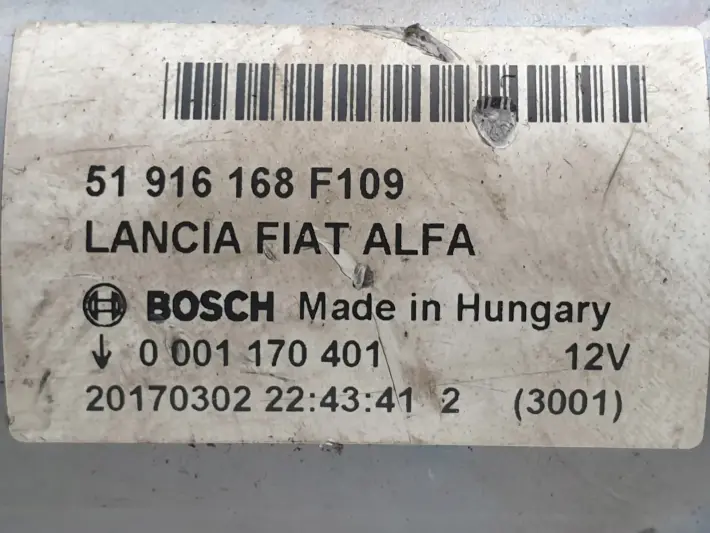 51 916 168 F109
LANCIA FIAT ALFA
BOSCH Made in Hungary
↓ 0 001 170 401 12V
20170302 22:43:41 2 (3001)